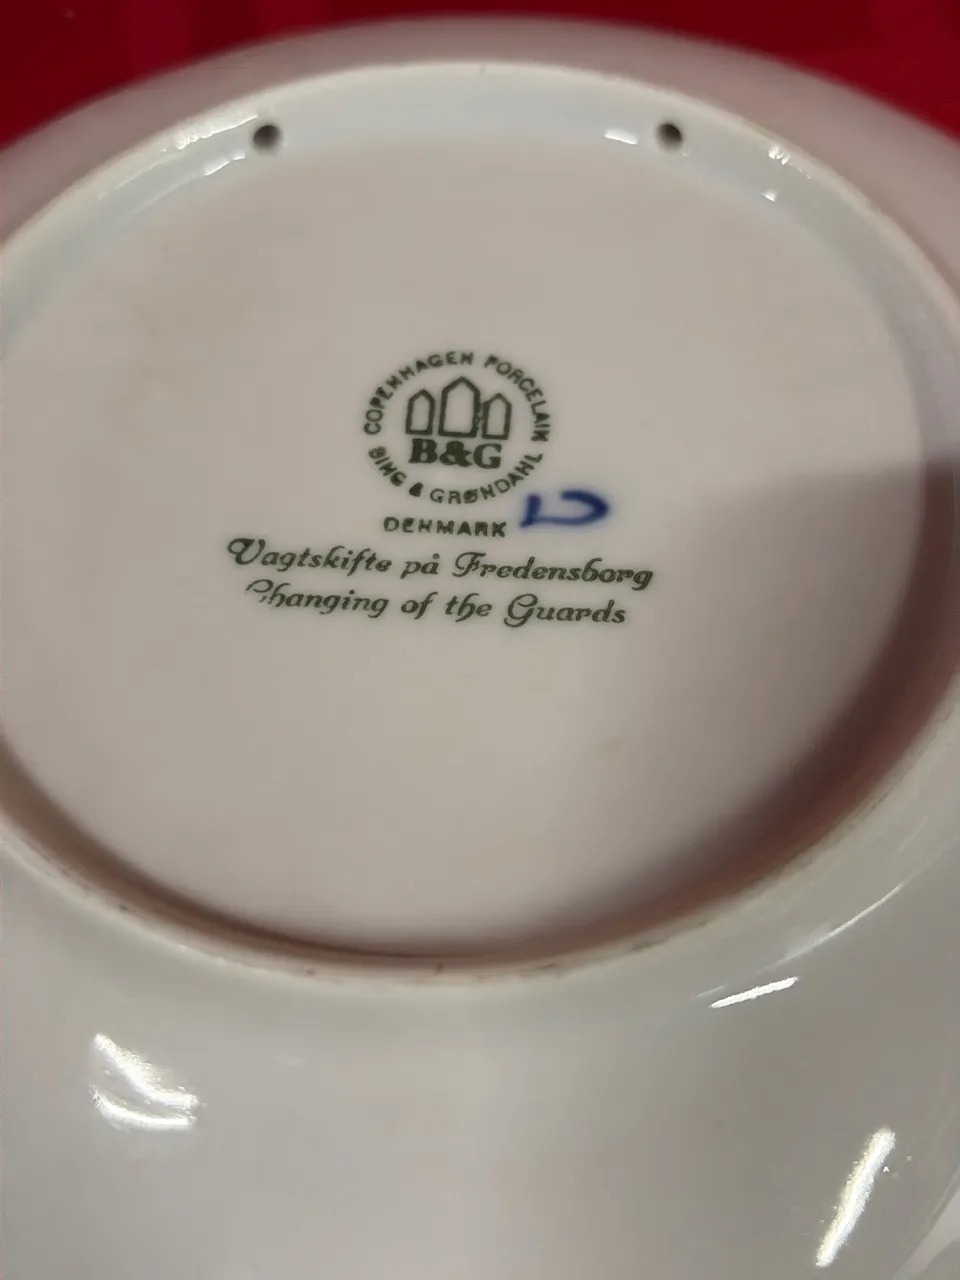 COPENHAGEN PORCELAIN
B&G
BING & GRØNDAHL
DENMARK
Vagtskifte på Fredensborg
Changing of the Guards